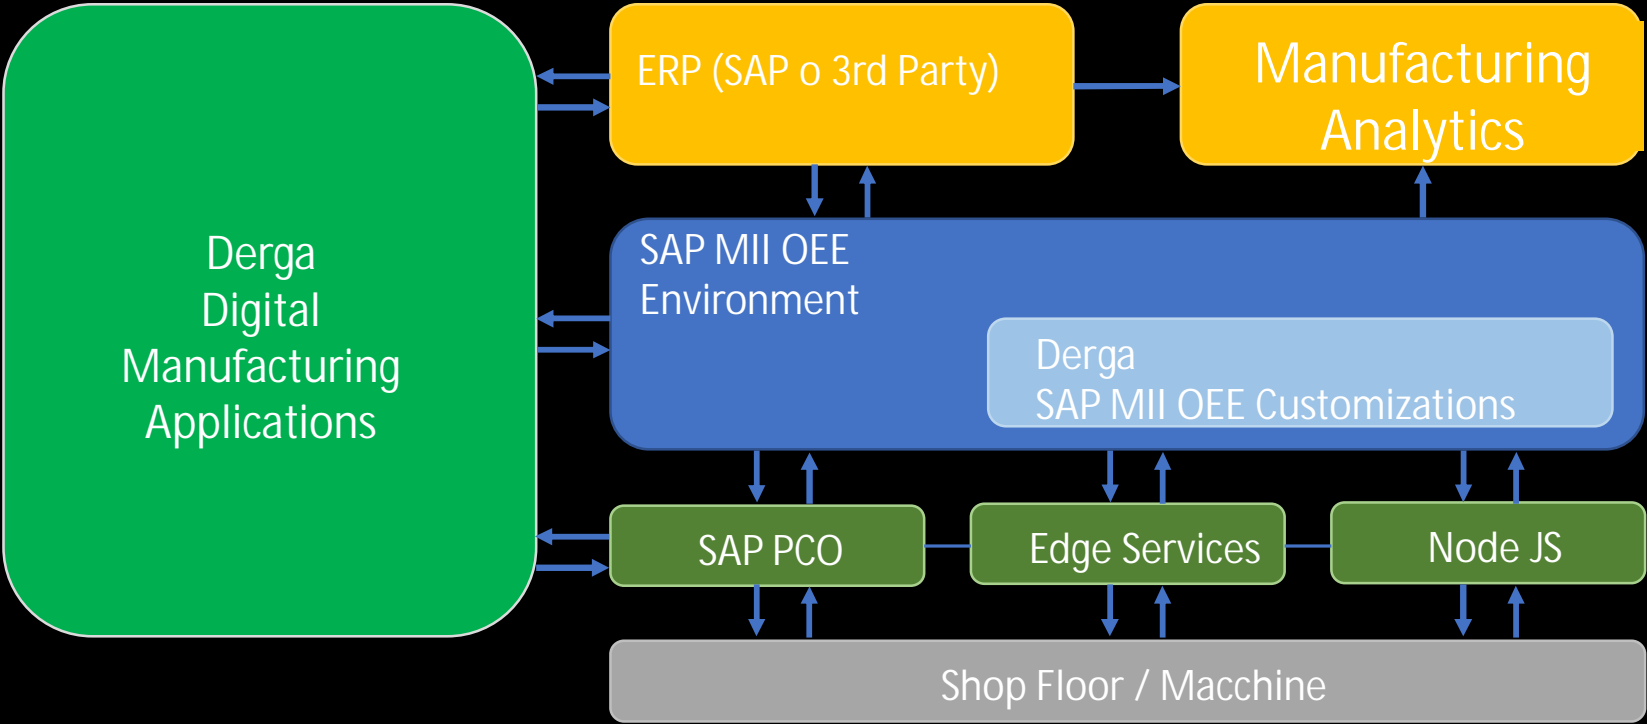 Derga
Digital
Manufacturing
Applications
ERP (SAP o 3rd Party)
Manufacturing
Analytics
SAP MII OEE
Environment
Derga
SAP MII OEE Customizations
SAP PCO
Edge Services
Node JS
Shop Floor / Macchine